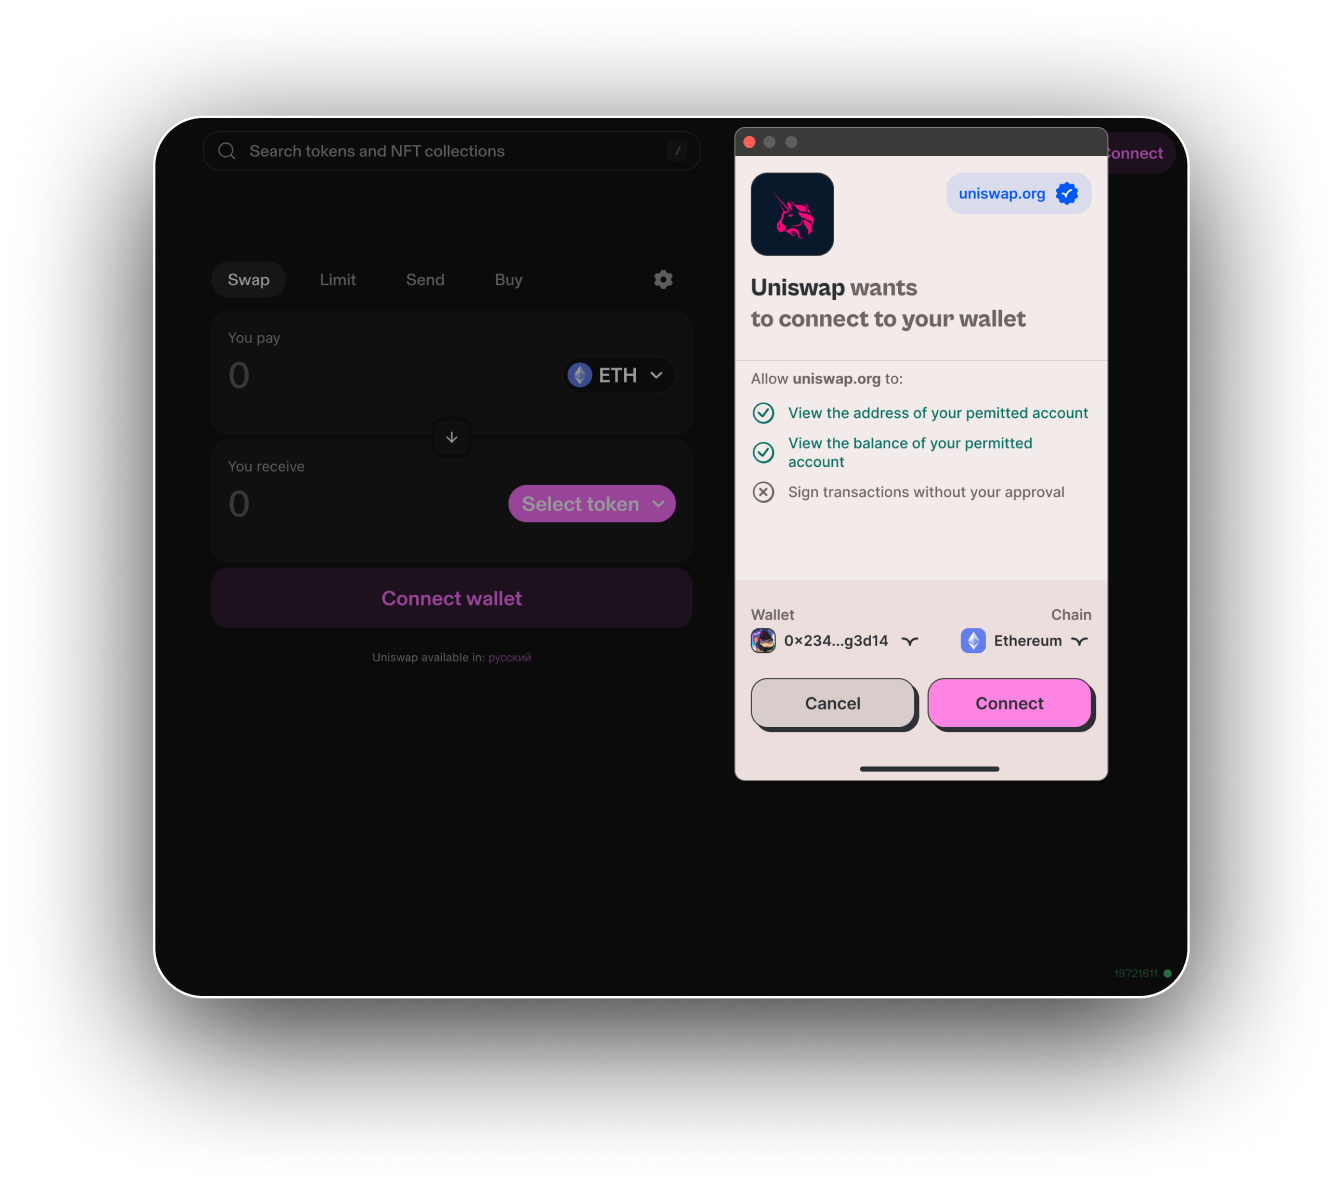 Search tokens and NFT collections
/
Connect
Swap
Limit
Send
Buy
You pay
0
ETH
You receive
0
Select token
Connect wallet
Uniswap available in: русский
19721611
uniswap.org
Uniswap wants
to connect to your wallet
Allow uniswap.org to:
View the address of your pemitted account
View the balance of your permitted
account
Sign transactions without your approval
Wallet
Chain
0×234...g3d14
Ethereum
Cancel
Connect